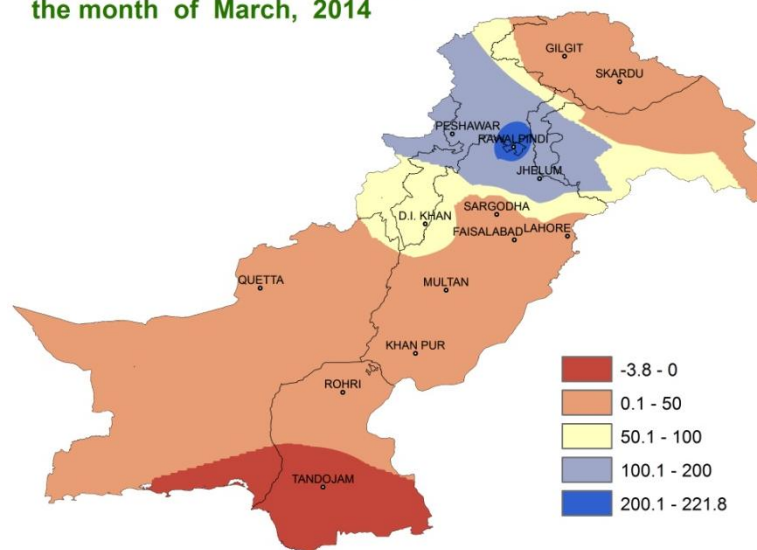 the month of March, 2014
GILGIT
SKARDU
PESHAWAR
RAWALPINDI
JHELUM
SARGODHA
D.I. KHAN
FAISALABAD
LAHORE
QUETTA
MULTAN
KHAN PUR
ROHRI
TANDOJAM
-3.8 - 0
0.1 - 50
50.1 - 100
100.1 - 200
200.1 - 221.8